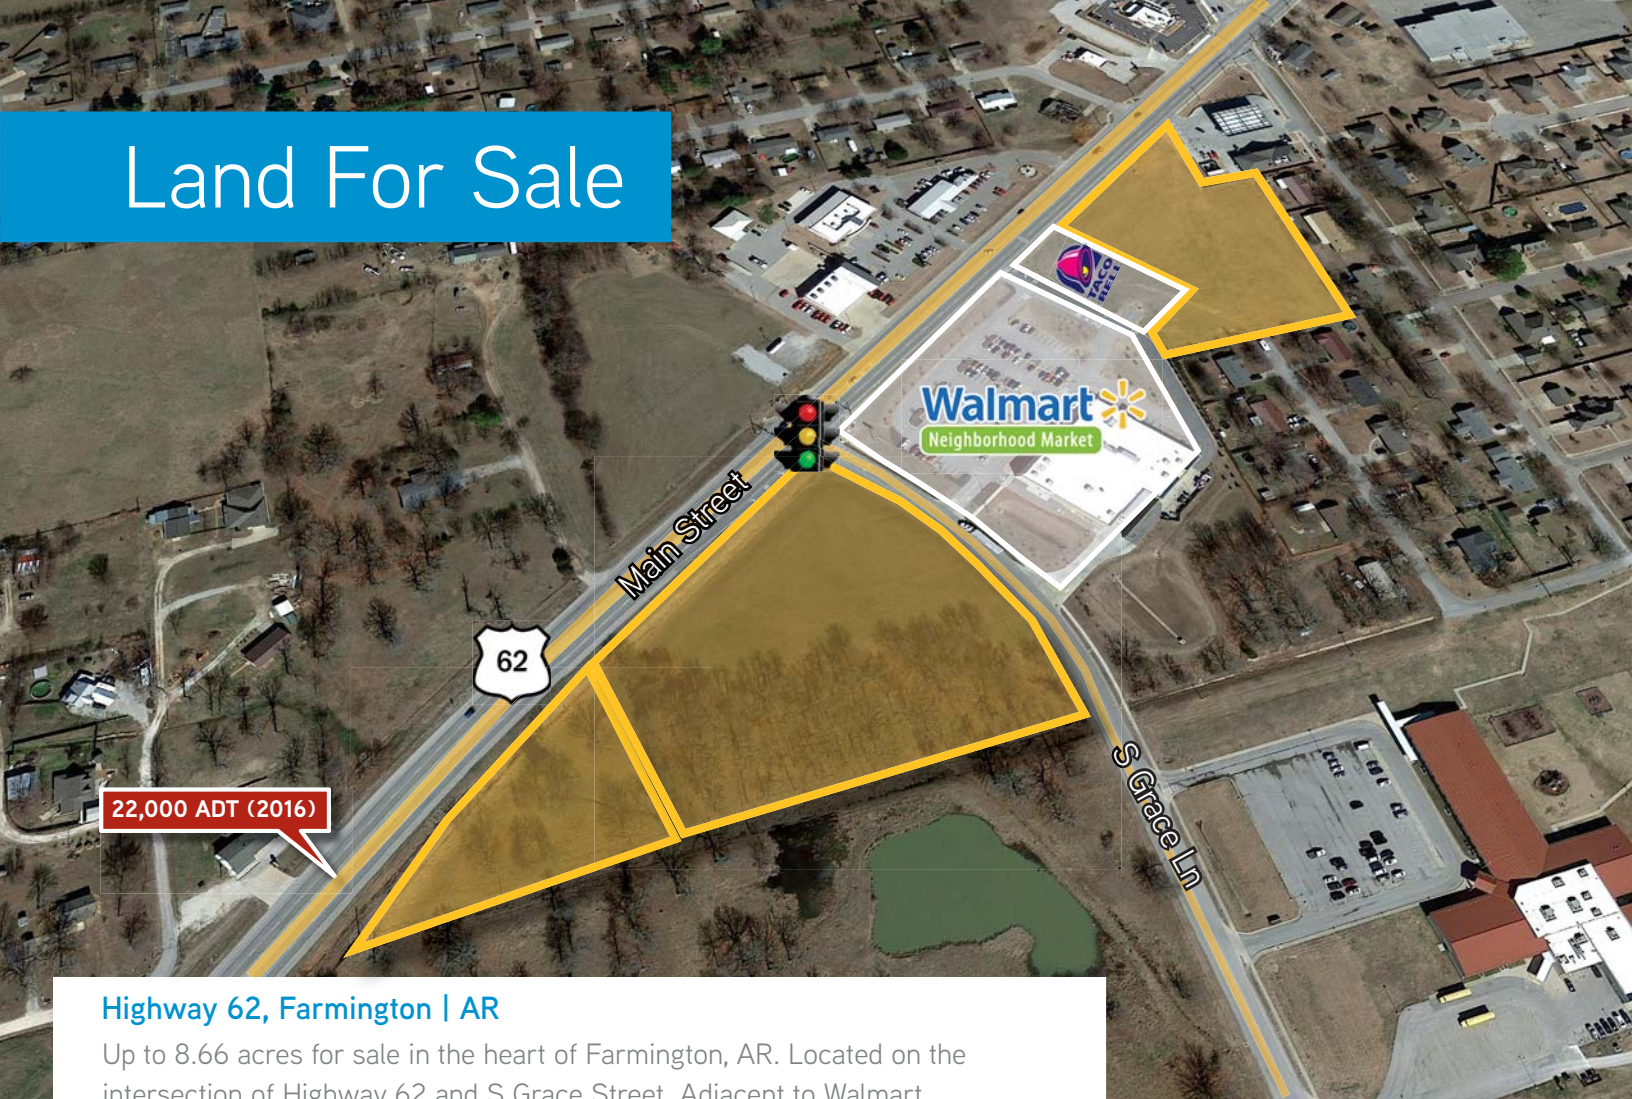 Land For Sale
TACO
BELL
Walmart
Neighborhood Market
Main Street
62
S Grace Ln
22,000 ADT (2016)
Highway 62, Farmington | AR
Up to 8.66 acres for sale in the heart of Farmington, AR. Located on the
intersection of Highway 62 and S Grace Street. Adjacent to Walmart